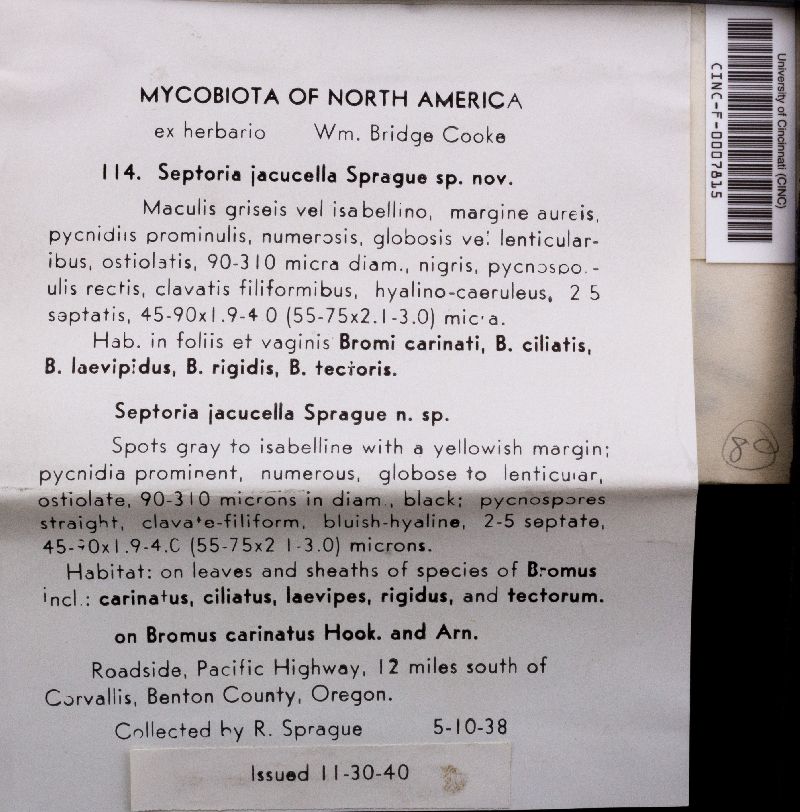 MYCOBIOTA OF NORTH AMERICA
ex herbario Wm. Bridge Cooke
114. Septoria jacucella Sprague sp. nov.
Maculis griseis vel isabellino, margine aureis,
pycnidiis prominulis, numerosis, globosis vel lenticular-
ibus, ostiolatis, 90-310 micra diam., nigris, pycnospo.-
ulis rectis, clavatis filiformibus, hyalino-caeruleus, 2 5
septatis, 45-90x1.9-4 0 (55-75x2.1-3.0) micra.
Hab. in foliis et vaginis Bromi carinati, B. ciliatis,
B. laevipidus, B. rigidis, B. tectoris.
Septoria jacucella Sprague n. sp.
Spots gray to isabelline with a yellowish margin;
pycnidia prominent, numerous, globose to lenticular,
ostiolate, 90-310 microns in diam., black; pycnospores
straight, clavate-filiform, bluish-hyaline, 2-5 septate,
45-90x1.9-4.0 (55-75x2 1-3.0) microns.
Habitat: on leaves and sheaths of species of Bromus
incl.: carinatus, ciliatus, laevipes, rigidus, and tectorum.
on Bromus carinatus Hook. and Arn.
Roadside, Pacific Highway, 12 miles south of
Corvallis, Benton County, Oregon.
Collected by R. Sprague 5-10-38
Issued 11-30-40
University of Cincinnati (CINC)
CINC-F-0007815
80